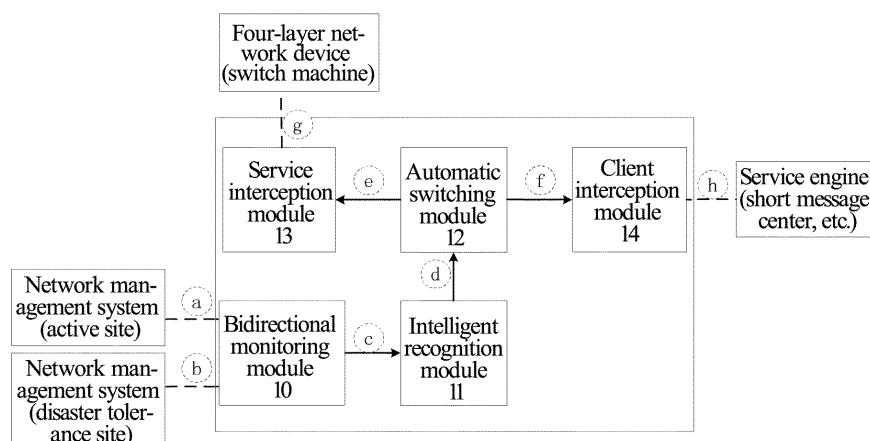 Four-layer net-
work device
(switch machine)
g
Service
interception
module
13
e
Automatic
switching
module
12
f
Client
interception
module
14
h
Service engine
(short message
center, etc.)
d
Network man-
agement system
(active site)
a
Bidirectional
monitoring
module
10
c
Intelligent
recognition
module
11
b
Network man-
agement system
(disaster toler-
ance site)